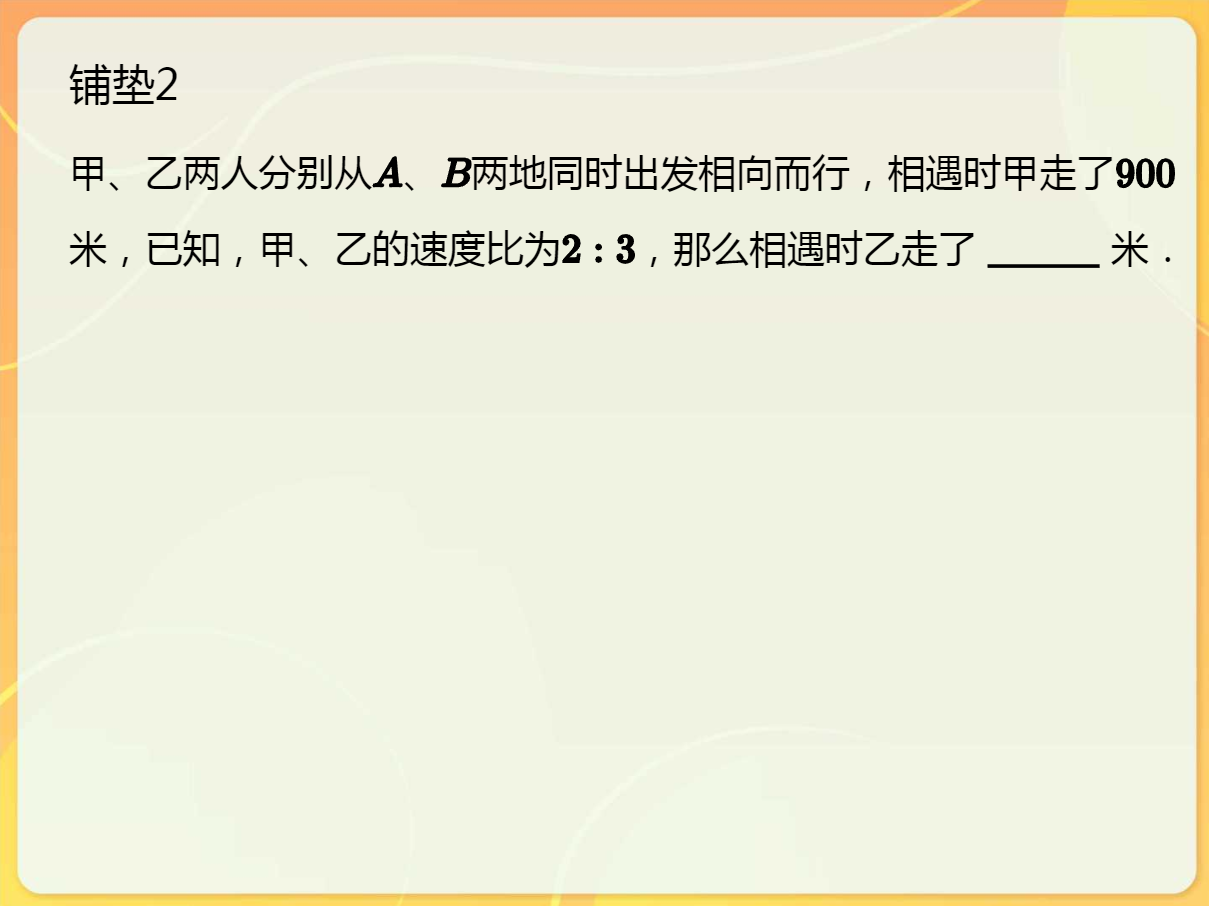 铺垫2
甲、乙两人分别从A、B两地同时出发相向而行，相遇时甲走了900
米，已知，甲、乙的速度比为2：3，那么相遇时乙走了 ______ 米．